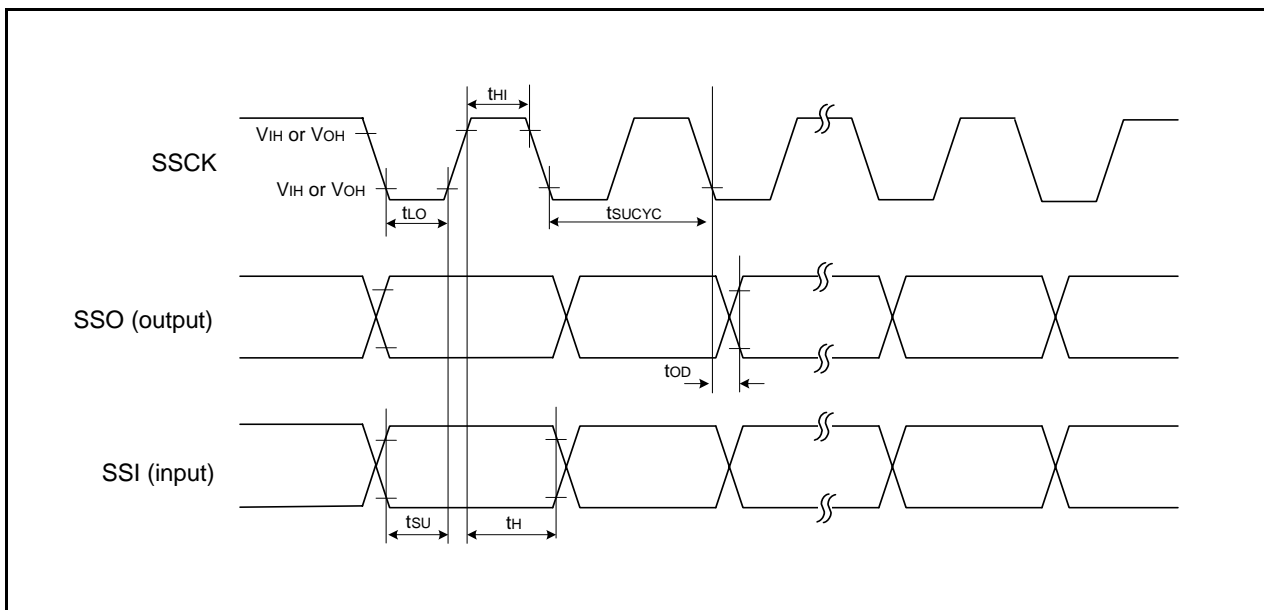 tHI
VIH or VOH
SSCK
VIH or VOH
tLO
tSUCYC
SSO (output)
tOD
SSI (input)
tSU
tH